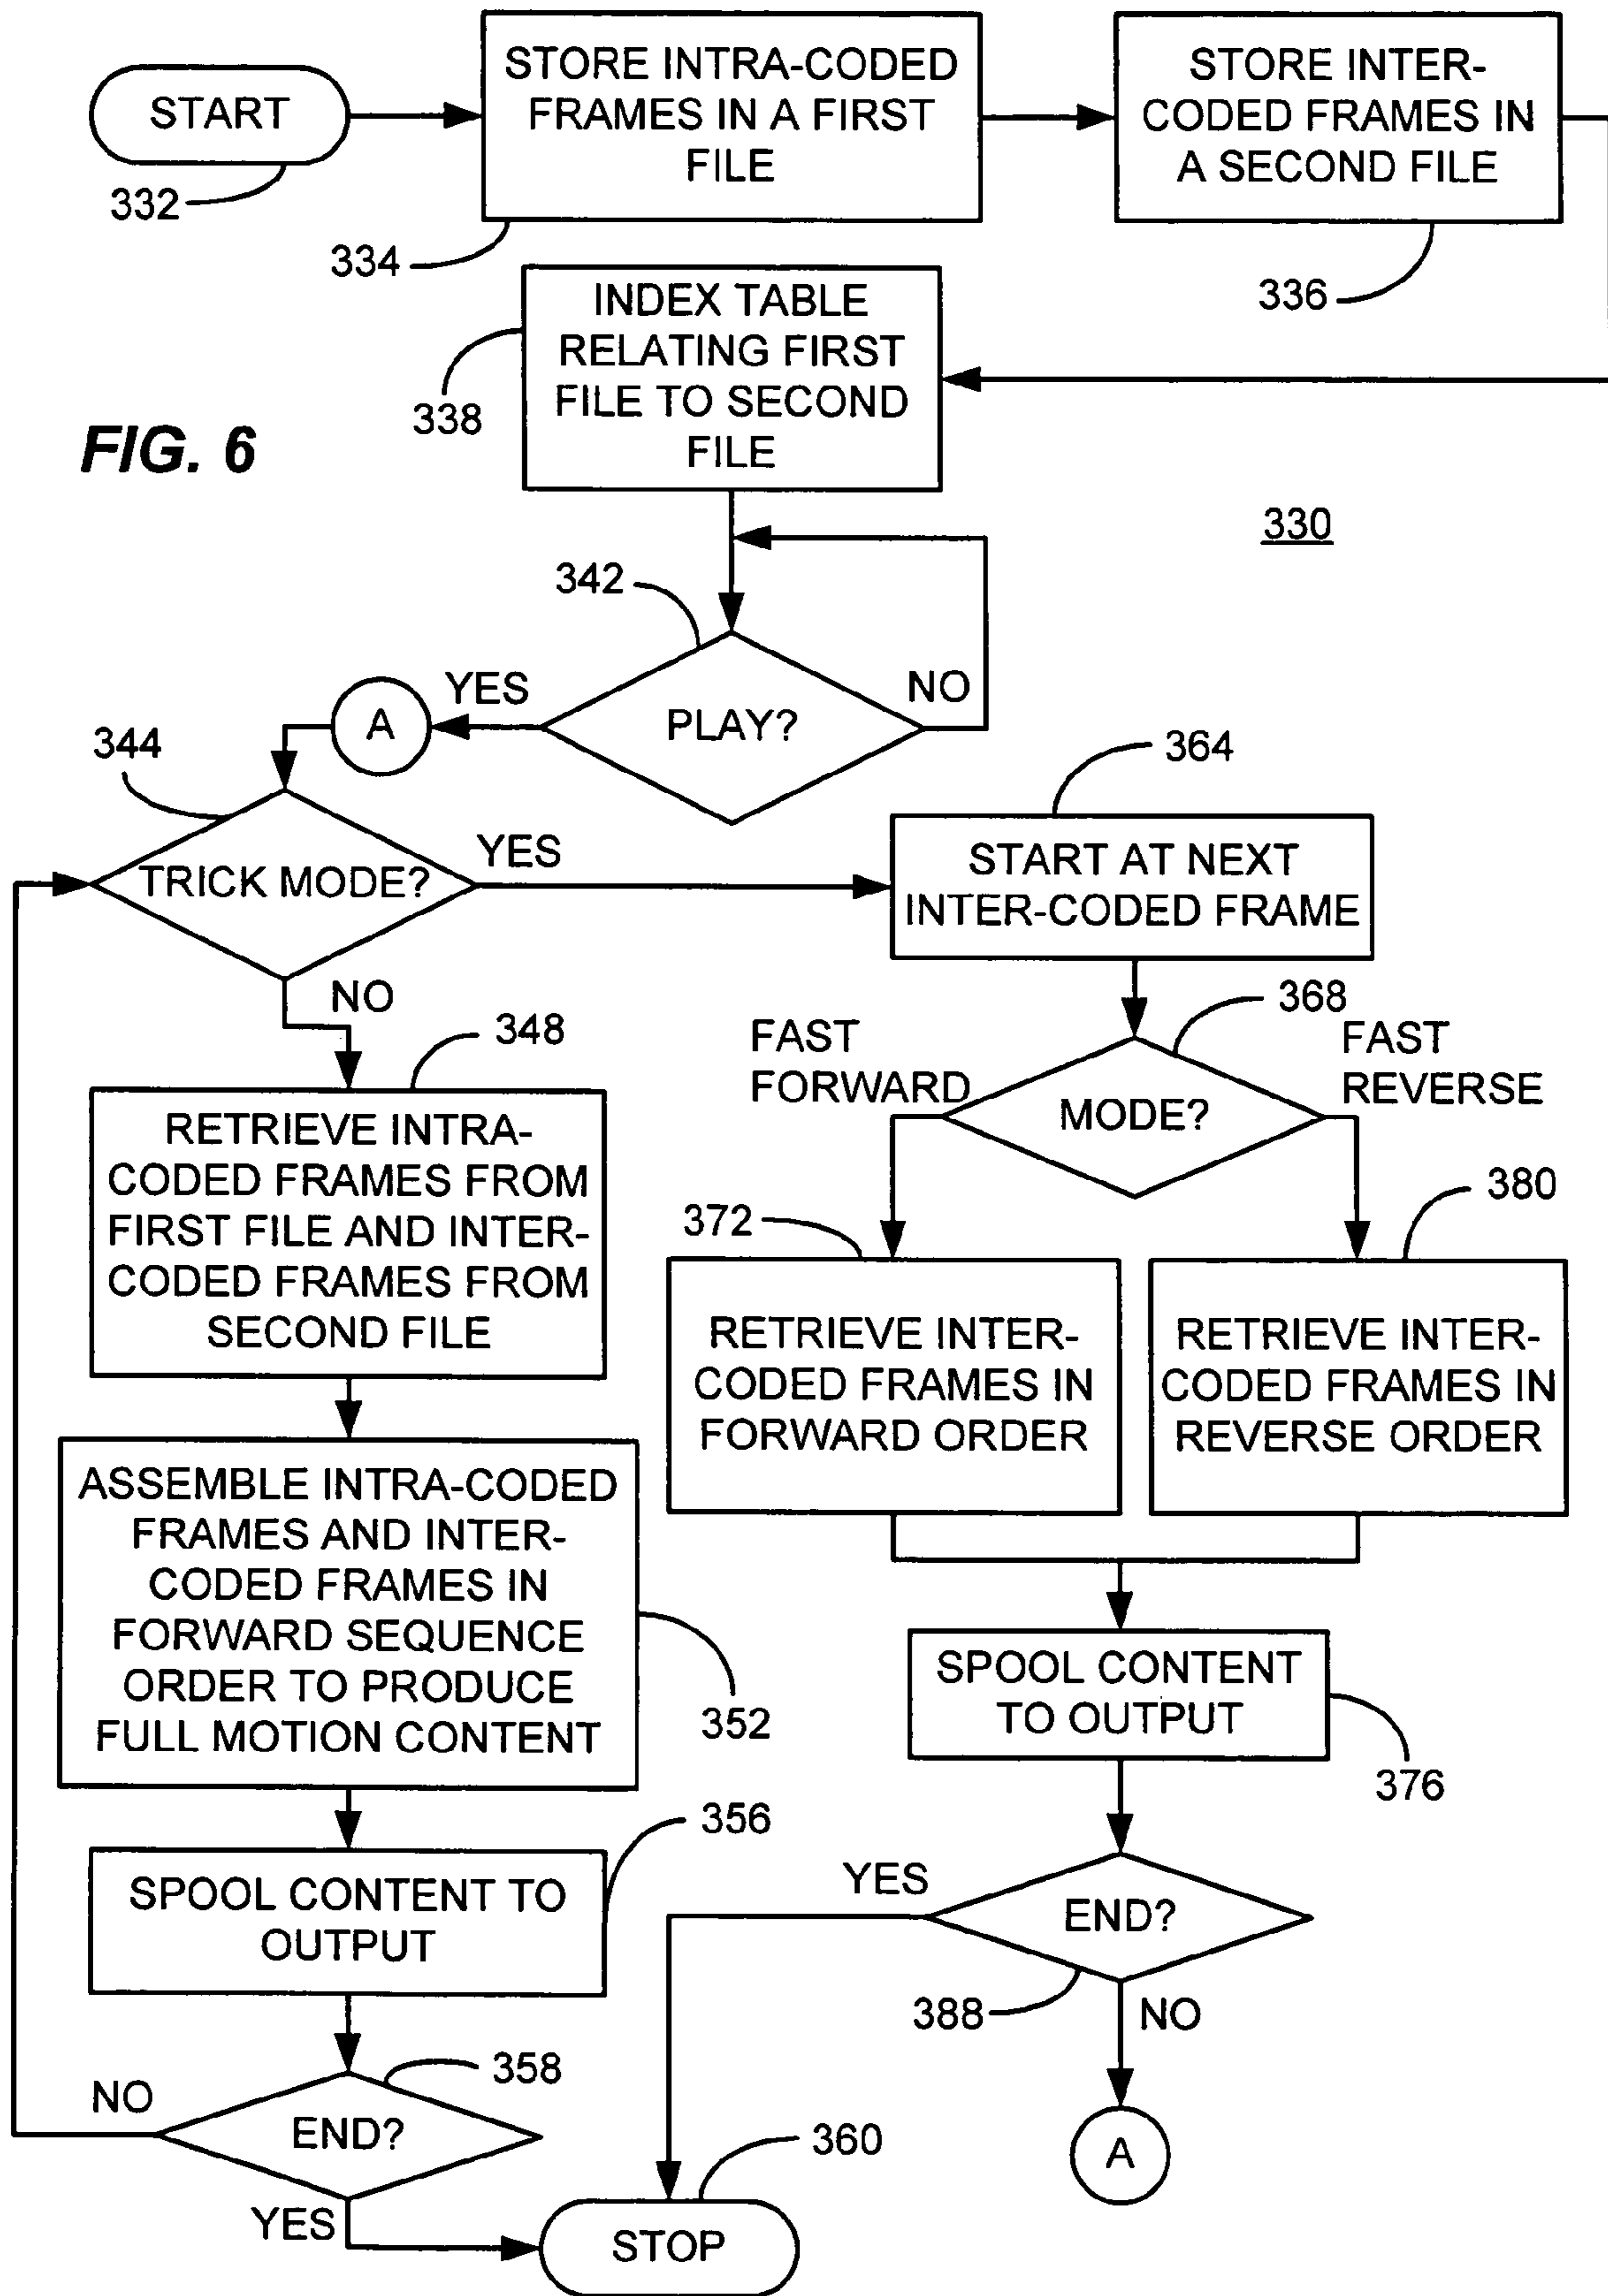 START
332
STORE INTRA-CODED
FRAMES IN A FIRST
FILE
334
STORE INTER-
CODED FRAMES IN
A SECOND FILE
336
INDEX TABLE
RELATING FIRST
FILE TO SECOND
FILE
338
FIG. 6
330
342
PLAY?
NO
YES
A
344
TRICK MODE?
YES
NO
364
START AT NEXT
INTER-CODED FRAME
368
FAST
FORWARD
MODE?
FAST
REVERSE
348
RETRIEVE INTRA-
CODED FRAMES FROM
FIRST FILE AND INTER-
CODED FRAMES FROM
SECOND FILE
372
RETRIEVE INTER-
CODED FRAMES IN
FORWARD ORDER
380
RETRIEVE INTER-
CODED FRAMES IN
REVERSE ORDER
ASSEMBLE INTRA-CODED
FRAMES AND INTER-
CODED FRAMES IN
FORWARD SEQUENCE
ORDER TO PRODUCE
FULL MOTION CONTENT
352
SPOOL CONTENT
TO OUTPUT
376
356
SPOOL CONTENT TO
OUTPUT
YES
END?
388
NO
A
358
NO
END?
YES
360
STOP